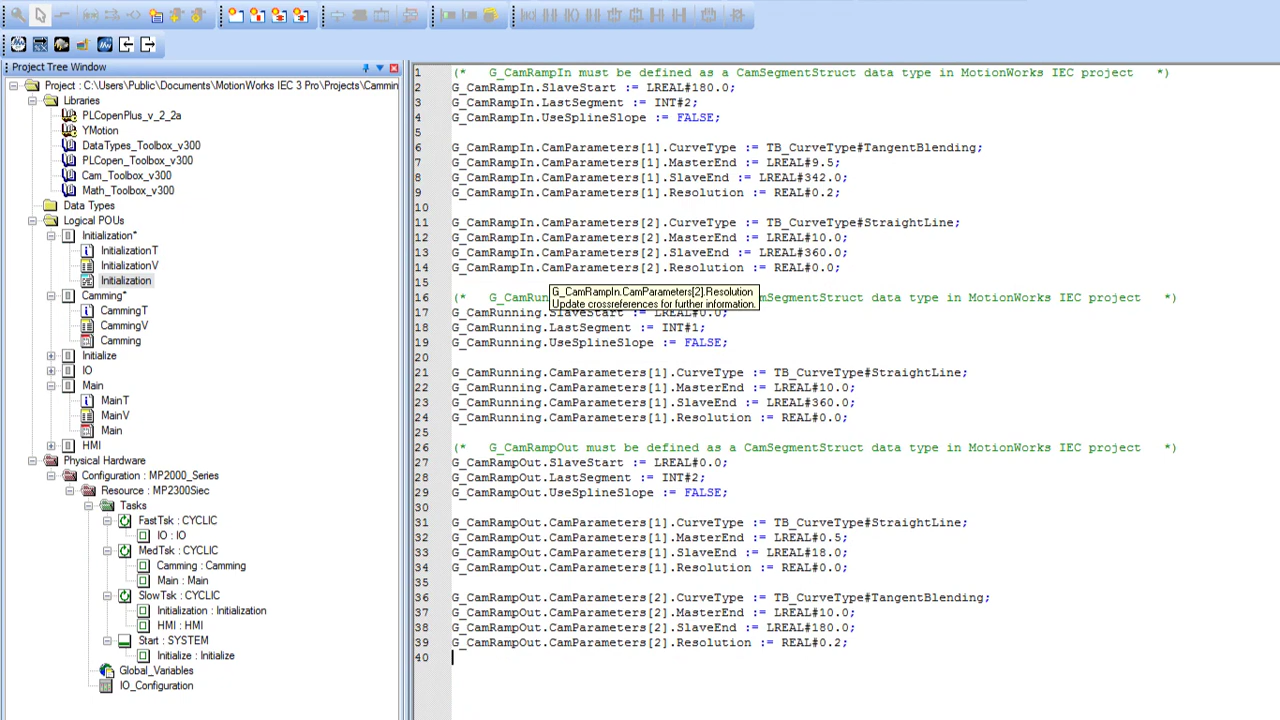 Project Tree Window
Project : C:\Users\Public\Documents\MotionWorks IEC 3 Pro\Projects\Cammin
Libraries
PLCopenPlus_v_2_2a
YMotion
DataTypes_Toolbox_v300
PLCopen_Toolbox_v300
Cam_Toolbox_v300
Math_Toolbox_v300
Data Types
Logical POUs
Initialization*
InitializationT
InitializationV
Initialization
Camming*
CammingT
CammingV
Camming
Initialize
IO
Main
MainT
MainV
Main
HMI
Physical Hardware
Configuration : MP2000_Series
Resource : MP2300Siec
Tasks
FastTsk : CYCLIC
IO : IO
MedTsk : CYCLIC
Camming : Camming
Main : Main
SlowTsk : CYCLIC
Initialization : Initialization
HMI : HMI
Start : SYSTEM
Initialize : Initialize
Global_Variables
IO_Configuration
1 (* G_CamRampIn must be defined as a CamSegmentStruct data type in MotionWorks IEC project *)
2 G_CamRampIn.SlaveStart := LREAL#180.0;
3 G_CamRampIn.LastSegment := INT#2;
4 G_CamRampIn.UseSplineSlope := FALSE;
5
6 G_CamRampIn.CamParameters[1].CurveType := TB_CurveType#TangentBlending;
7 G_CamRampIn.CamParameters[1].MasterEnd := LREAL#9.5;
8 G_CamRampIn.CamParameters[1].SlaveEnd := LREAL#342.0;
9 G_CamRampIn.CamParameters[1].Resolution := REAL#0.2;
10
11 G_CamRampIn.CamParameters[2].CurveType := TB_CurveType#StraightLine;
12 G_CamRampIn.CamParameters[2].MasterEnd := LREAL#10.0;
13 G_CamRampIn.CamParameters[2].SlaveEnd := LREAL#360.0;
14 G_CamRampIn.CamParameters[2].Resolution := REAL#0.0;
15
G_CamRampIn.CamParameters[2].Resolution
Update crossreferences for further information.
16 (* G_CamRun SegmentStruct data type in MotionWorks IEC project *)
17 G_CamRunning.SlaveStart := LREAL#0.0;
18 G_CamRunning.LastSegment := INT#1;
19 G_CamRunning.UseSplineSlope := FALSE;
20
21 G_CamRunning.CamParameters[1].CurveType := TB_CurveType#StraightLine;
22 G_CamRunning.CamParameters[1].MasterEnd := LREAL#10.0;
23 G_CamRunning.CamParameters[1].SlaveEnd := LREAL#360.0;
24 G_CamRunning.CamParameters[1].Resolution := REAL#0.0;
25
26 (* G_CamRampOut must be defined as a CamSegmentStruct data type in MotionWorks IEC project *)
27 G_CamRampOut.SlaveStart := LREAL#0.0;
28 G_CamRampOut.LastSegment := INT#2;
29 G_CamRampOut.UseSplineSlope := FALSE;
30
31 G_CamRampOut.CamParameters[1].CurveType := TB_CurveType#StraightLine;
32 G_CamRampOut.CamParameters[1].MasterEnd := LREAL#0.5;
33 G_CamRampOut.CamParameters[1].SlaveEnd := LREAL#18.0;
34 G_CamRampOut.CamParameters[1].Resolution := REAL#0.0;
35
36 G_CamRampOut.CamParameters[2].CurveType := TB_CurveType#TangentBlending;
37 G_CamRampOut.CamParameters[2].MasterEnd := LREAL#10.0;
38 G_CamRampOut.CamParameters[2].SlaveEnd := LREAL#180.0;
39 G_CamRampOut.CamParameters[2].Resolution := REAL#0.2;
40